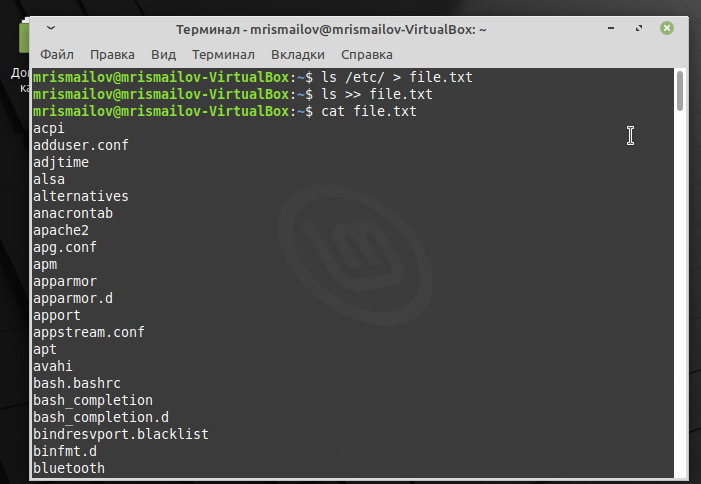 Терминал - mrismailov@mrismailov-VirtualBox: ~
Файл Правка Вид Терминал Вкладки Справка
mrismailov@mrismailov-VirtualBox:~$ ls /etc/ > file.txt
mrismailov@mrismailov-VirtualBox:~$ ls >> file.txt
mrismailov@mrismailov-VirtualBox:~$ cat file.txt
acpi
adduser.conf
adjtime
alsa
alternatives
anacrontab
apache2
apg.conf
apm
apparmor
apparmor.d
apport
appstream.conf
apt
avahi
bash.bashrc
bash_completion
bash_completion.d
bindresvport.blacklist
binfmt.d
bluetooth